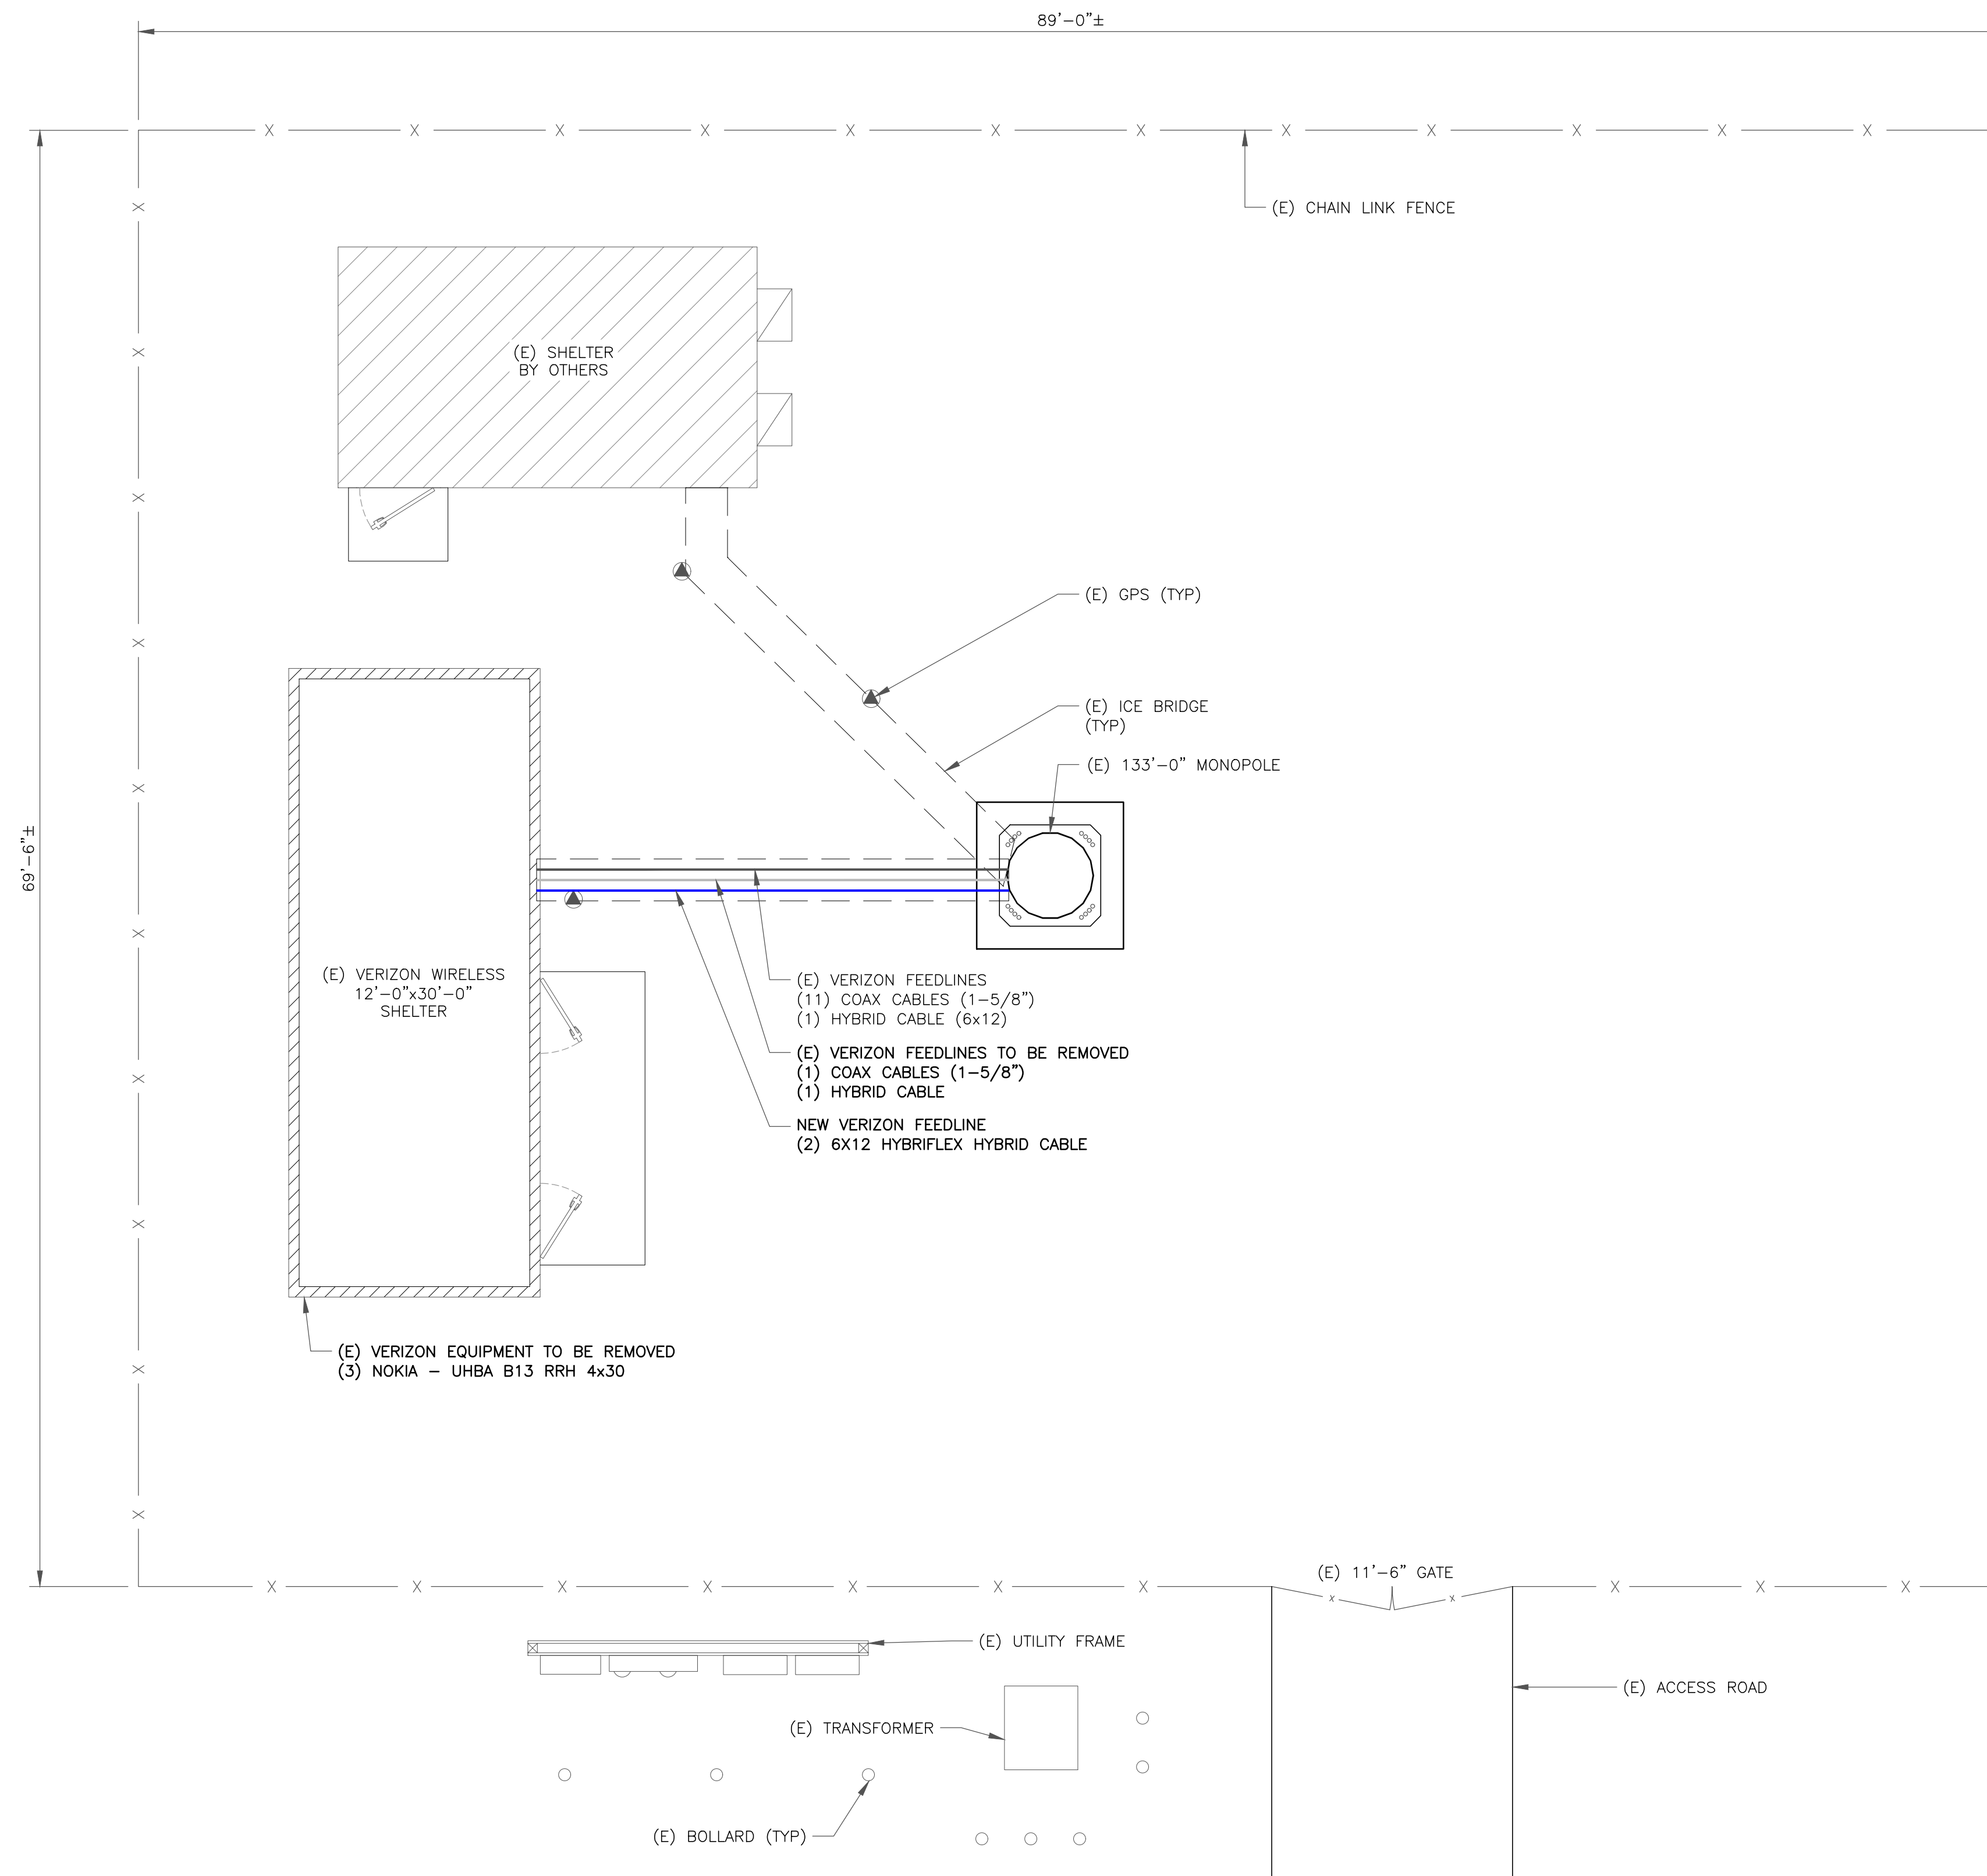 89'-0"±
(E) CHAIN LINK FENCE
(E) SHELTER
BY OTHERS
(E) GPS (TYP)
(E) ICE BRIDGE
(TYP)
(E) 133'-0" MONOPOLE
69'-6"±
(E) VERIZON WIRELESS
12'-0"x30'-0"
SHELTER
(E) VERIZON FEEDLINES
(11) COAX CABLES (1-5/8")
(1) HYBRID CABLE (6x12)
(E) VERIZON FEEDLINES TO BE REMOVED
(1) COAX CABLES (1-5/8")
(1) HYBRID CABLE
NEW VERIZON FEEDLINE
(2) 6X12 HYBRIFLEX HYBRID CABLE
(E) VERIZON EQUIPMENT TO BE REMOVED
(3) NOKIA - UHBA B13 RRH 4x30
(E) 11'-6" GATE
(E) UTILITY FRAME
(E) ACCESS ROAD
(E) TRANSFORMER
(E) BOLLARD (TYP)